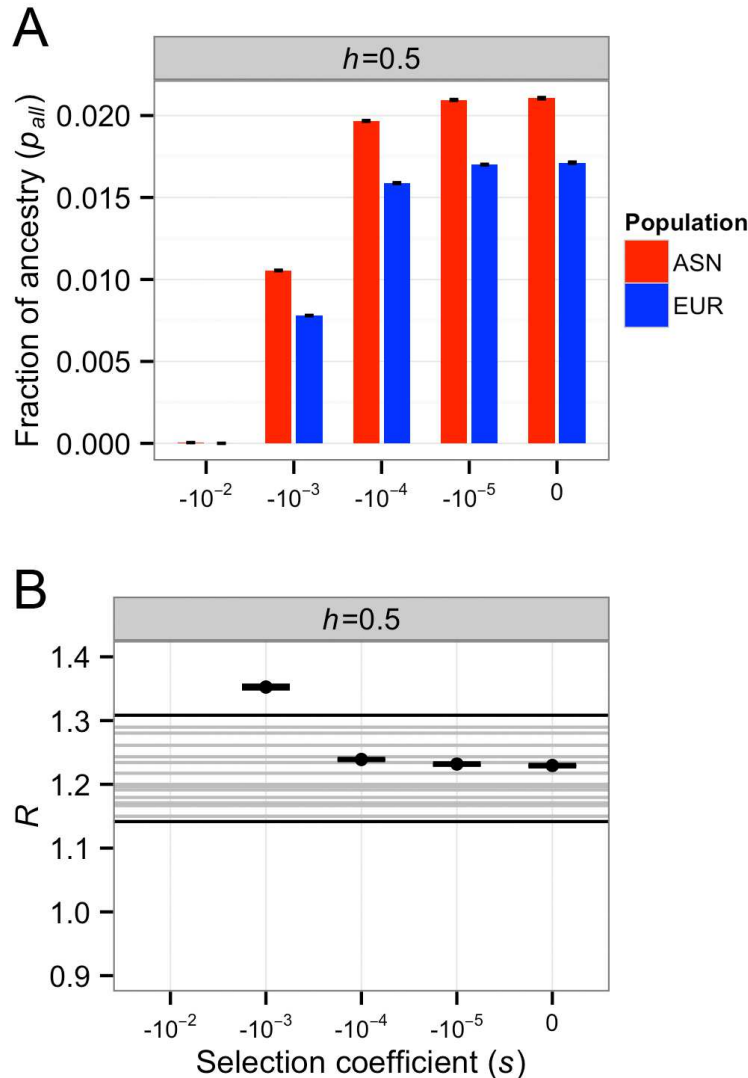 A
h=0.5
Fraction of ancestry (p_all)
0.020
0.015
0.010
0.005
0.000
-10⁻²
-10⁻³
-10⁻⁴
-10⁻⁵
0
Population
ASN
EUR
B
h=0.5
R
1.4
1.3
1.2
1.1
1.0
0.9
-10⁻²
-10⁻³
-10⁻⁴
-10⁻⁵
0
Selection coefficient (s)